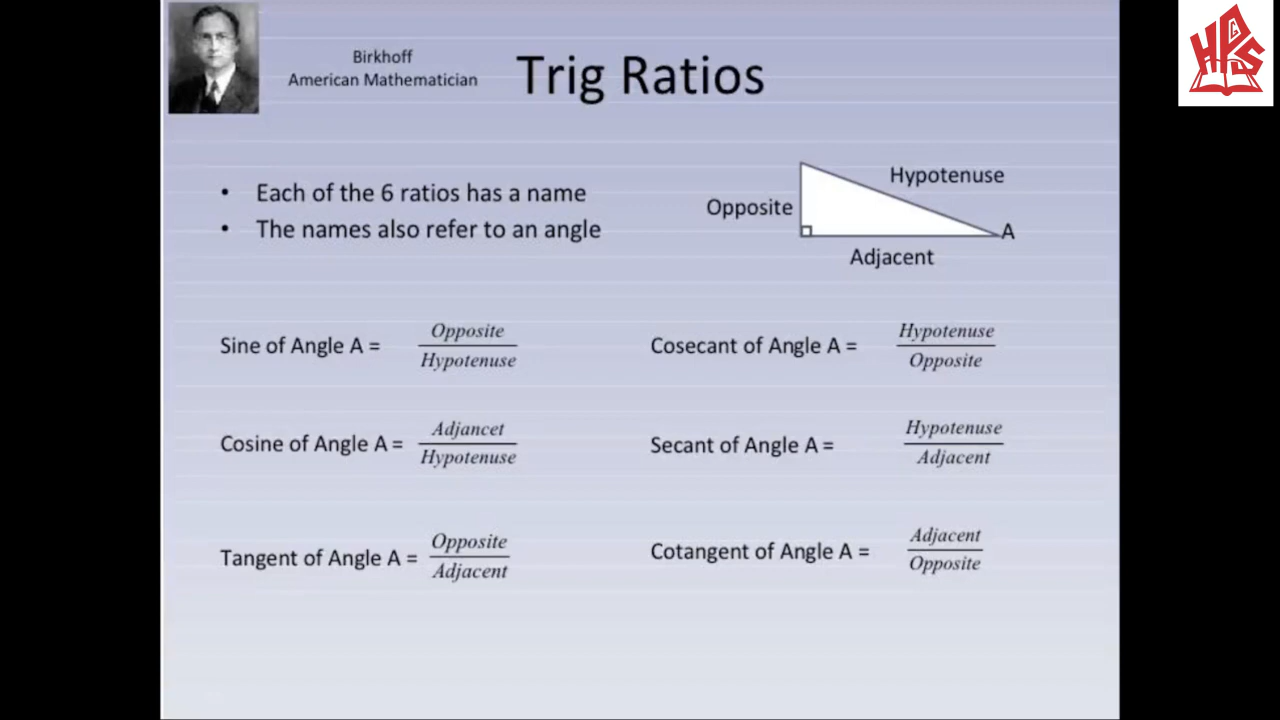 Birkhoff
American Mathematician
Trig Ratios
HPS
• Each of the 6 ratios has a name
• The names also refer to an angle
Hypotenuse
Opposite
A
Adjacent
Sine of Angle A = Opposite / Hypotenuse
Cosecant of Angle A = Hypotenuse / Opposite
Cosine of Angle A = Adjancet / Hypotenuse
Secant of Angle A = Hypotenuse / Adjacent
Tangent of Angle A = Opposite / Adjacent
Cotangent of Angle A = Adjacent / Opposite